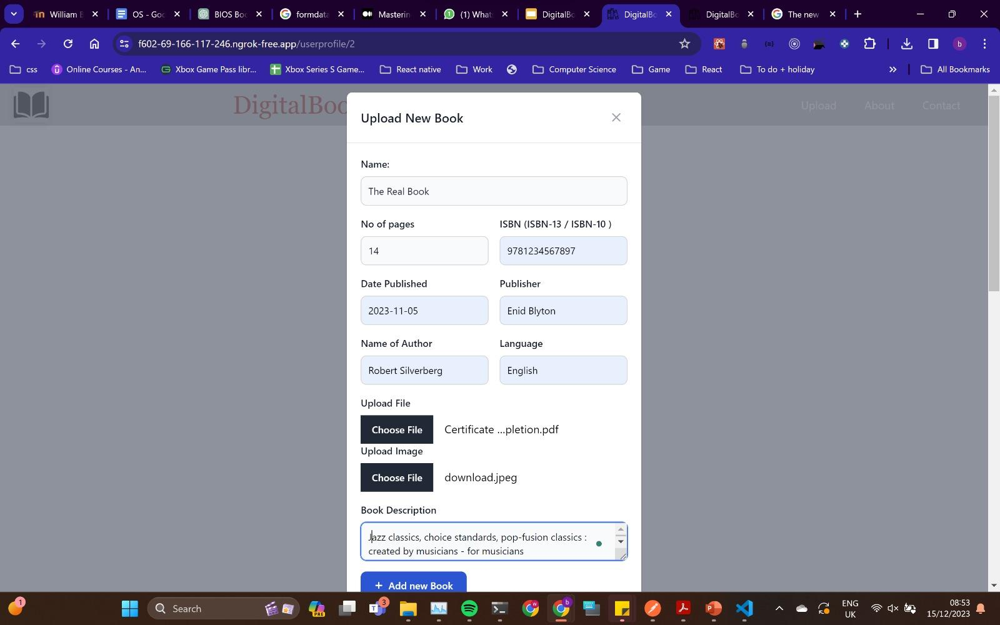 William B
OS - Goo
BIOS Boo
formdata
Masterin
(1) What
DigitalBo
DigitalBo
DigitalBo
The new
f602-69-166-117-246.ngrok-free.app/userprofile/2
b
css
Online Courses - An...
Xbox Game Pass libr...
Xbox Series S Game...
React native
Work
Computer Science
Game
React
To do + holiday
All Bookmarks
DigitalBoo
Upload
About
Contact
Upload New Book
Name:
The Real Book
No of pages
ISBN (ISBN-13 / ISBN-10 )
14
9781234567897
Date Published
Publisher
2023-11-05
Enid Blyton
Name of Author
Language
Robert Silverberg
English
Upload File
Choose File
Certificate ...pletion.pdf
Upload Image
Choose File
download.jpeg
Book Description
Jazz classics, choice standards, pop-fusion classics :
created by musicians - for musicians
+ Add new Book
1
Search
PRE
3
w
b
ENG
UK
08:53
15/12/2023